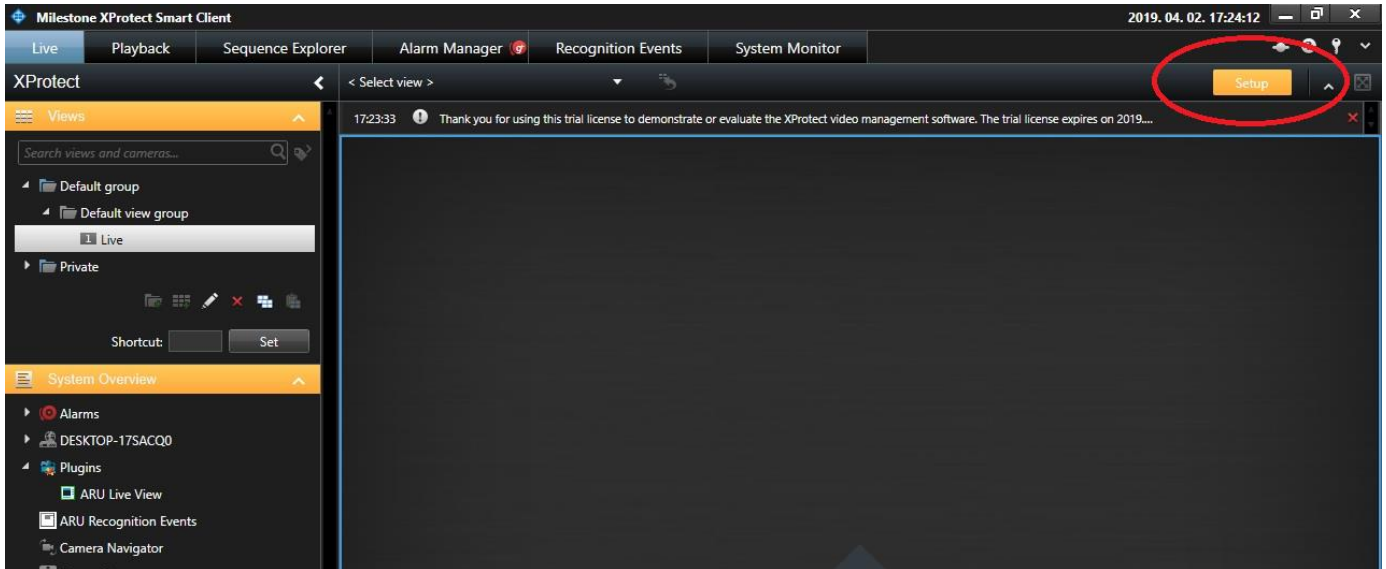 Milestone XProtect Smart Client
2019. 04. 02. 17:24:12
Live Playback Sequence Explorer Alarm Manager 9 Recognition Events System Monitor
XProtect
< Select view >
Setup
Views
17:23:33 Thank you for using this trial license to demonstrate or evaluate the XProtect video management software. The trial license expires on 2019....
Search views and cameras...
Default group
Default view group
1 Live
Private
Shortcut: Set
System Overview
Alarms
DESKTOP-17SACQ0
Plugins
ARU Live View
ARU Recognition Events
Camera Navigator